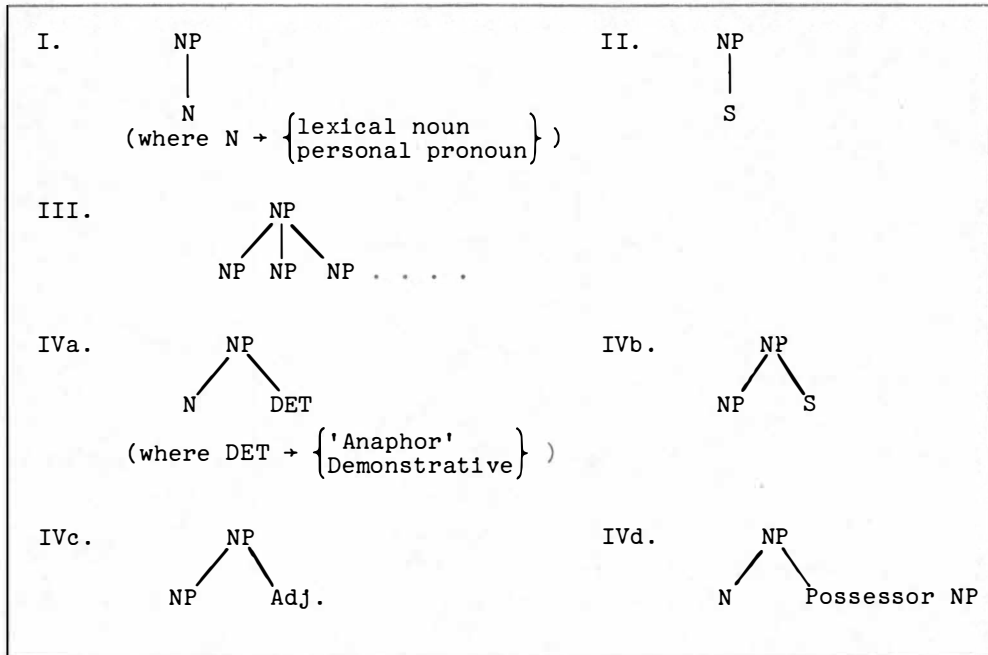 I. NP II. NP
N S
(where N → {lexical noun
personal pronoun} )
III. NP
NP NP NP . . . .
IVa. NP IVb. NP
N DET NP S
(where DET → {'Anaphor'
Demonstrative} )
IVc. NP IVd. NP
NP Adj. N Possessor NP